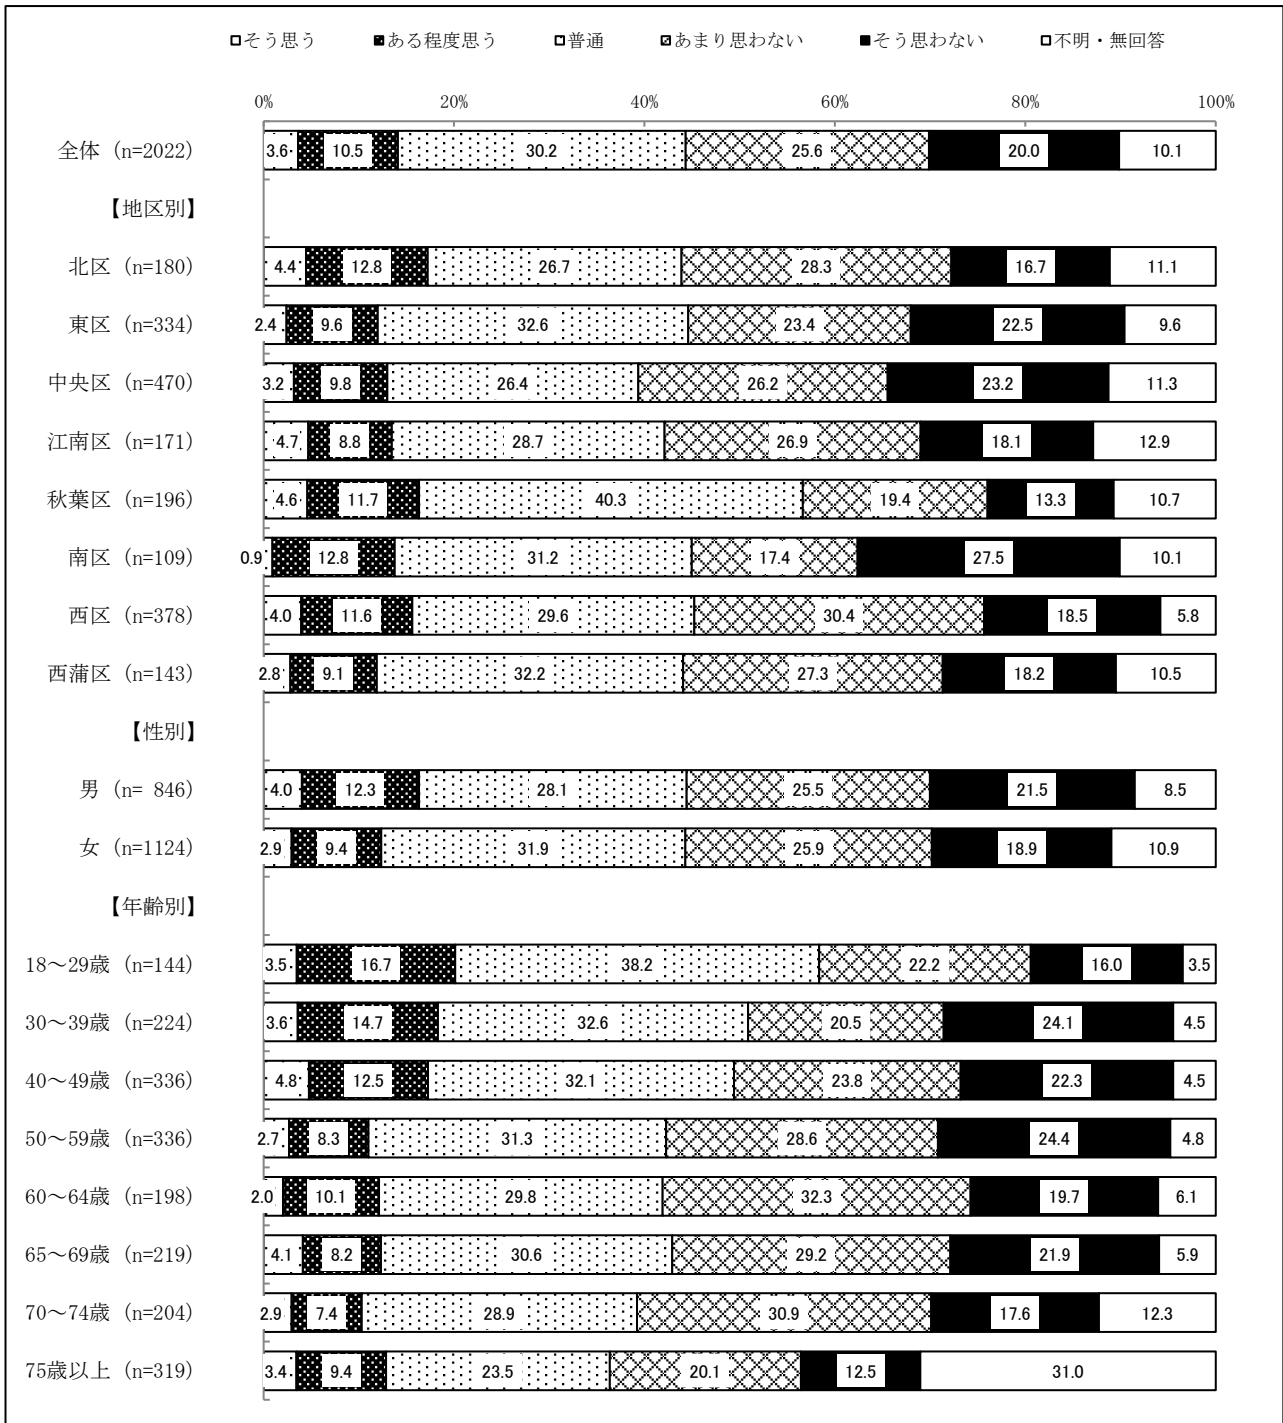 そう思う ある程度思う 普通 あまり思わない そう思わない 不明・無回答
0% 20% 40% 60% 80% 100%
全体 (n=2022) 3.6 10.5 30.2 25.6 20.0 10.1
【地区別】
北区 (n=180) 4.4 12.8 26.7 28.3 16.7 11.1
東区 (n=334) 2.4 9.6 32.6 23.4 22.5 9.6
中央区 (n=470) 3.2 9.8 26.4 26.2 23.2 11.3
江南区 (n=171) 4.7 8.8 28.7 26.9 18.1 12.9
秋葉区 (n=196) 4.6 11.7 40.3 19.4 13.3 10.7
南区 (n=109) 0.9 12.8 31.2 17.4 27.5 10.1
西区 (n=378) 4.0 11.6 29.6 30.4 18.5 5.8
西蒲区 (n=143) 2.8 9.1 32.2 27.3 18.2 10.5
【性別】
男 (n= 846) 4.0 12.3 28.1 25.5 21.5 8.5
女 (n=1124) 2.9 9.4 31.9 25.9 18.9 10.9
【年齢別】
18～29歳 (n=144) 3.5 16.7 38.2 22.2 16.0 3.5
30～39歳 (n=224) 3.6 14.7 32.6 20.5 24.1 4.5
40～49歳 (n=336) 4.8 12.5 32.1 23.8 22.3 4.5
50～59歳 (n=336) 2.7 8.3 31.3 28.6 24.4 4.8
60～64歳 (n=198) 2.0 10.1 29.8 32.3 19.7 6.1
65～69歳 (n=219) 4.1 8.2 30.6 29.2 21.9 5.9
70～74歳 (n=204) 2.9 7.4 28.9 30.9 17.6 12.3
75歳以上 (n=319) 3.4 9.4 23.5 20.1 12.5 31.0